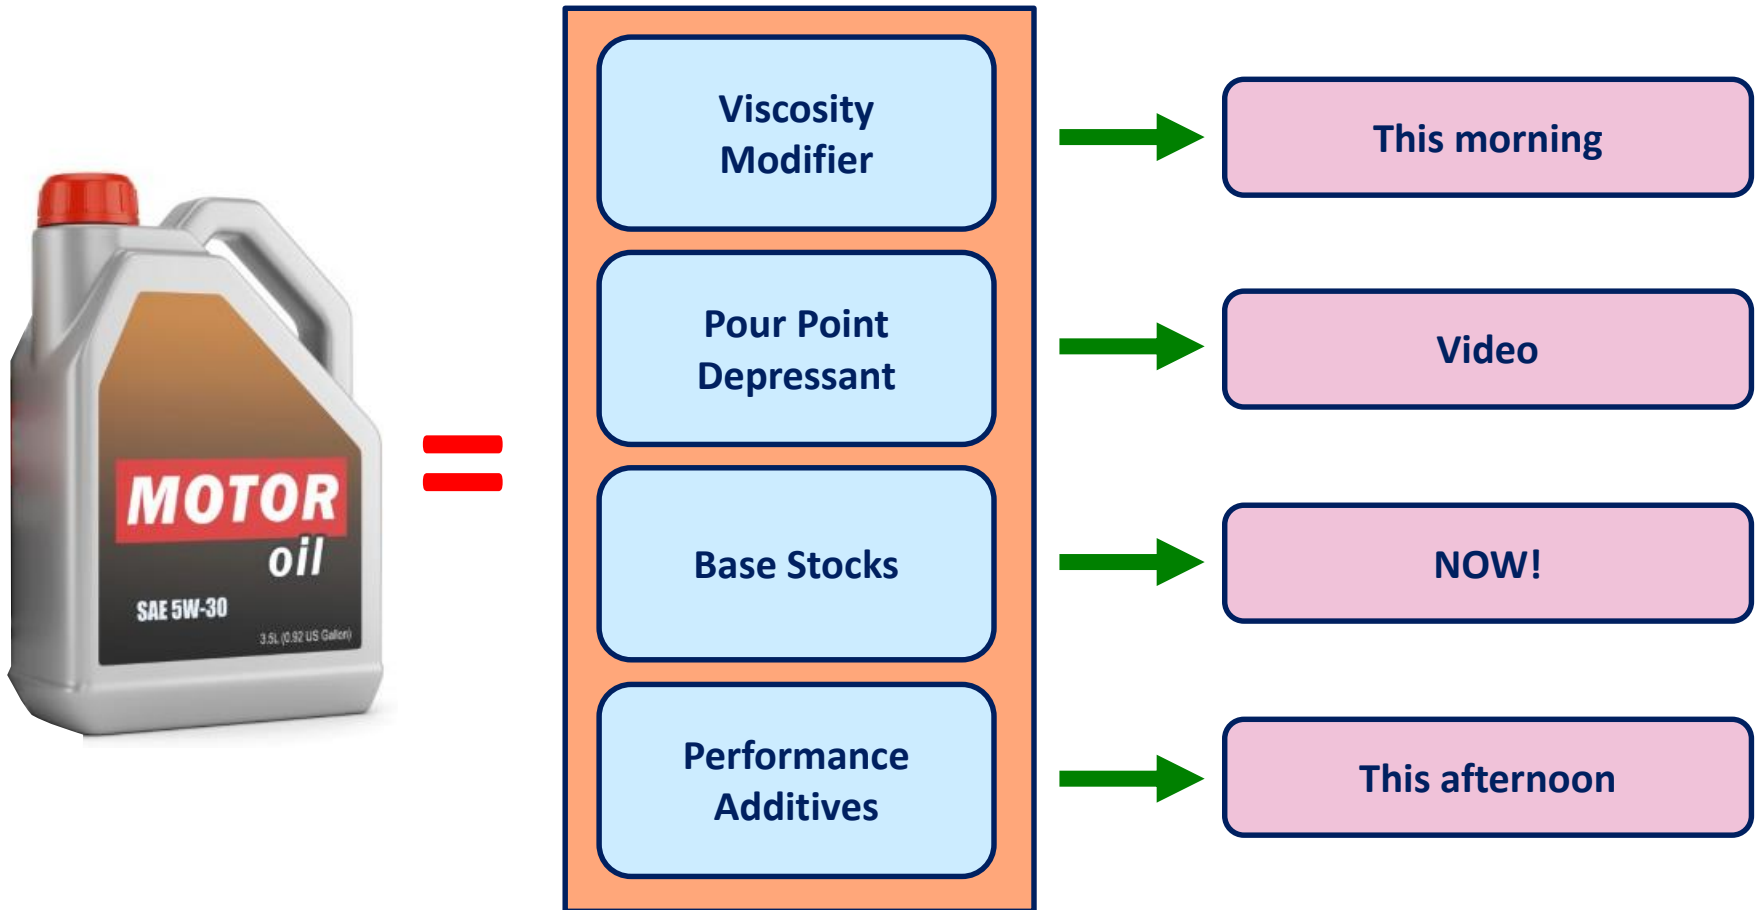 Viscosity
Modifier
This morning
Pour Point
Depressant
Video
MOTOR
oil
SAE 5W-30
3.5L (0.92 US Gallon)
=
Base Stocks
NOW!
Performance
Additives
This afternoon